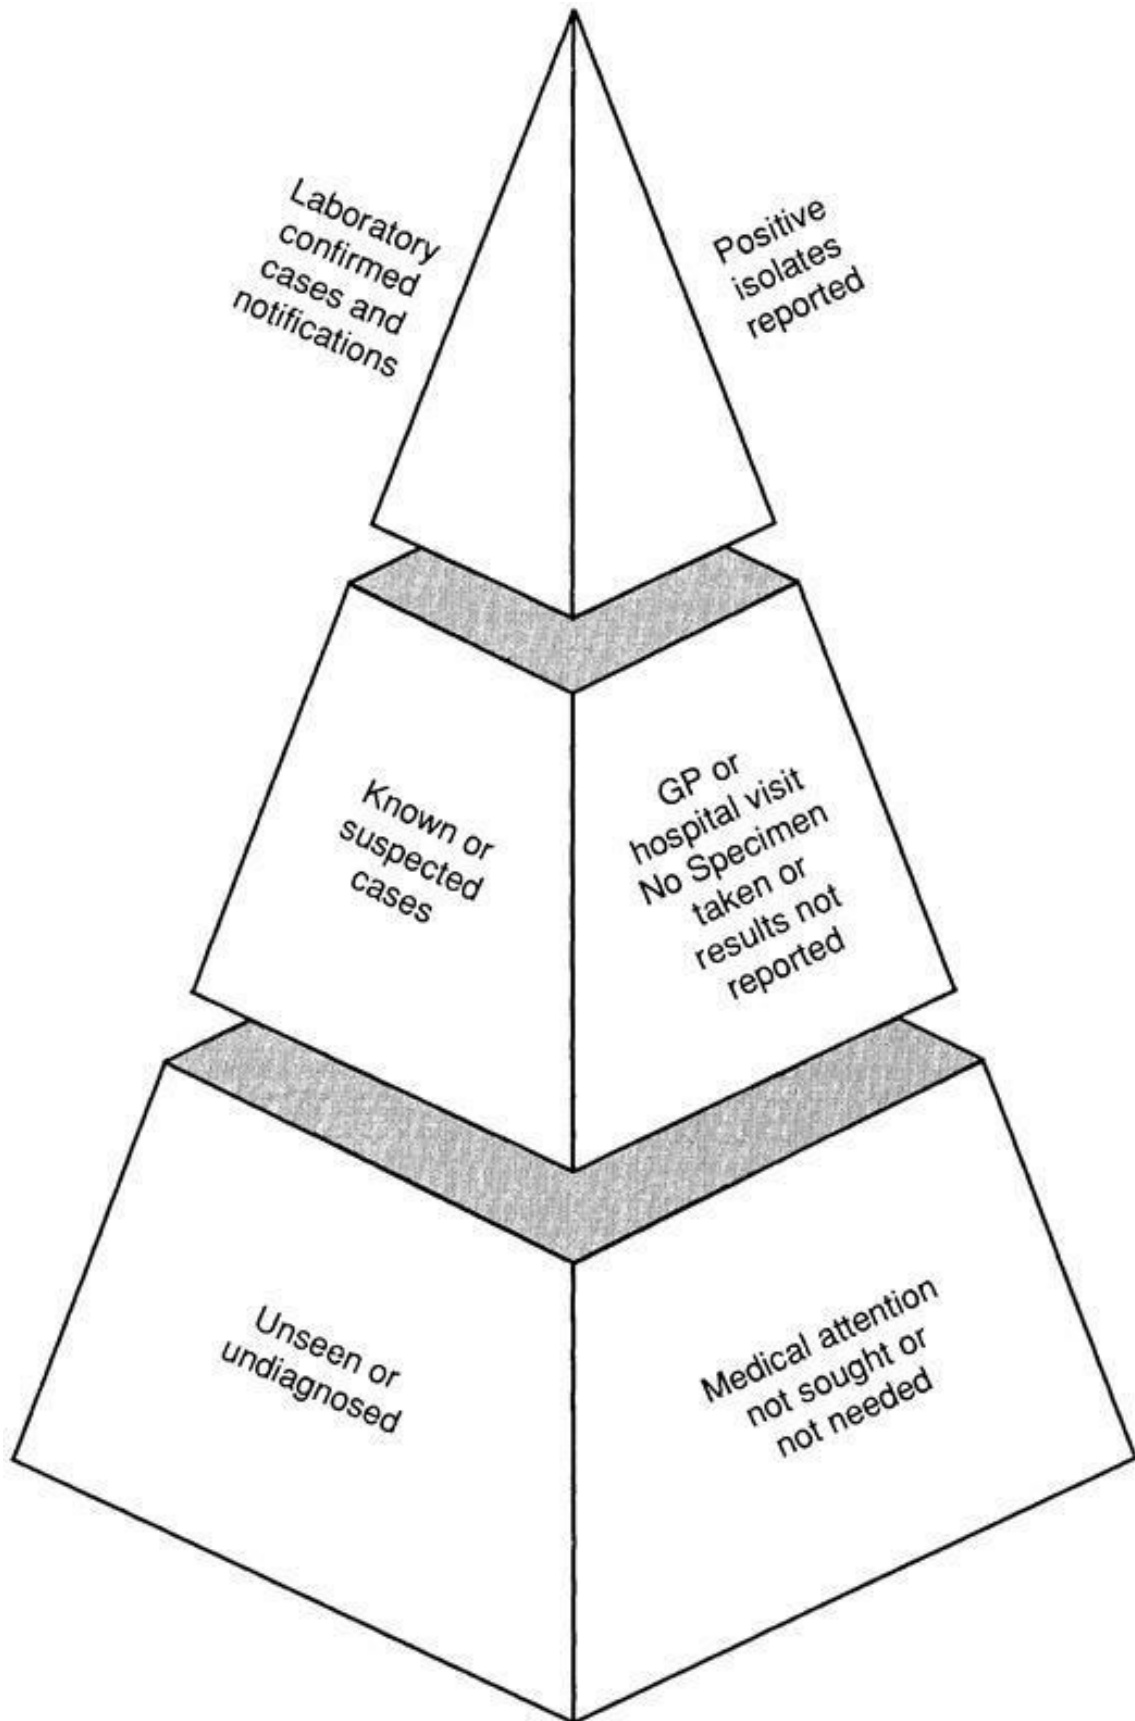 Laboratory
confirmed
cases and
notifications
Positive
isolates
reported
Known or
suspected
cases
GP or
hospital visit
No Specimen
taken or
results not
reported
Unseen or
undiagnosed
Medical attention
not sought or
not needed